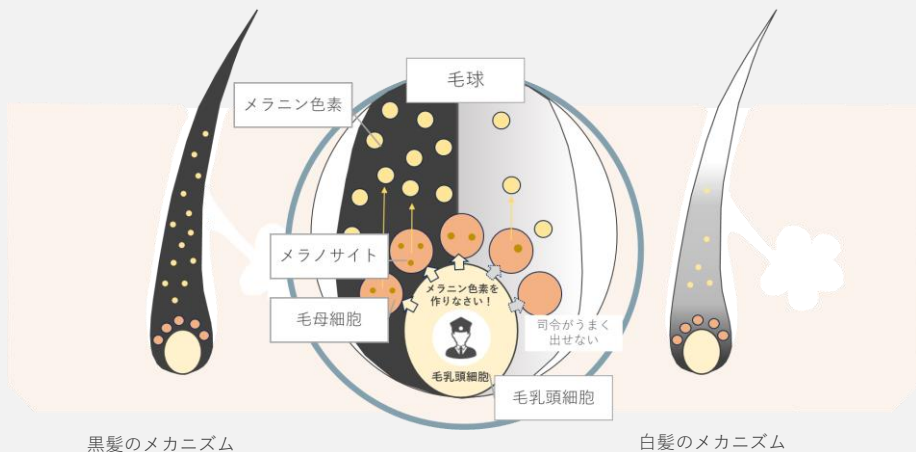 毛球
メラニン色素
メラノサイト
毛母細胞
メラニン色素を
作りなさい！
毛乳頭細胞
司令がうまく
出せない
毛乳頭細胞
黒髪のメカニズム
白髪のメカニズム